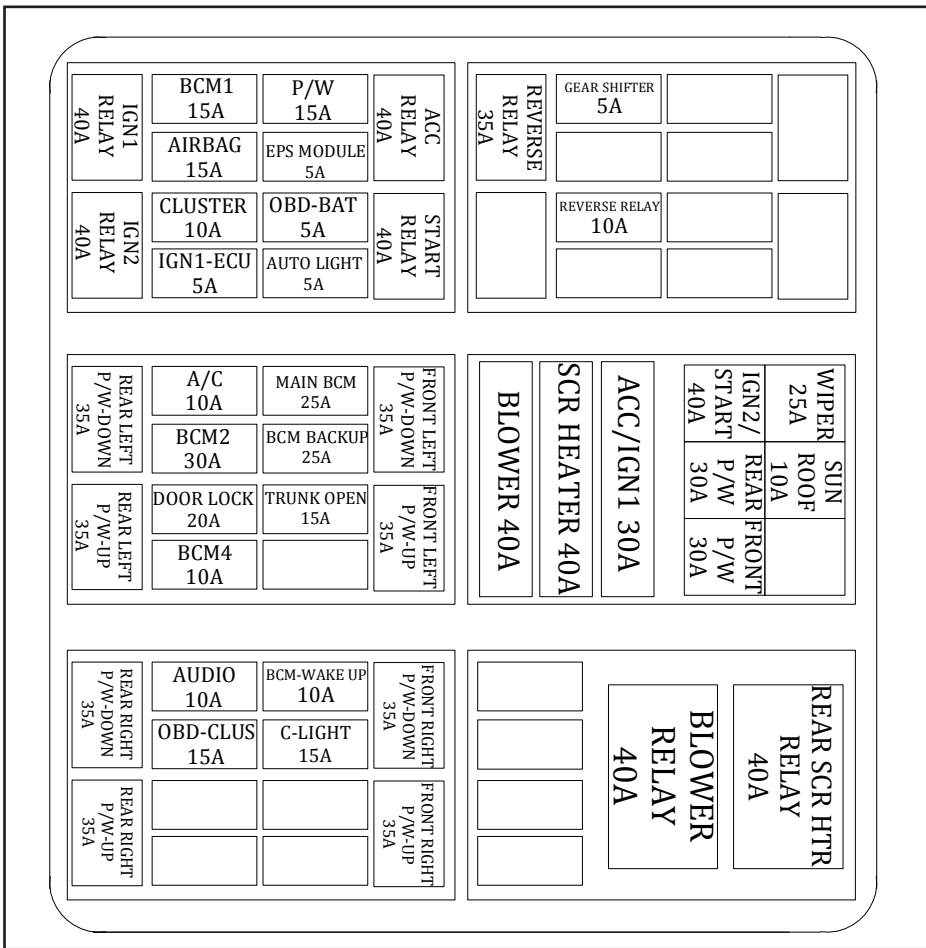 IGN1
RELAY
40A
BCM1
15A
P/W
15A
ACC
RELAY
40A
AIRBAG
15A
EPS MODULE
5A
IGN2
RELAY
40A
CLUSTER
10A
OBD-BAT
5A
START
RELAY
40A
IGN1-ECU
5A
AUTO LIGHT
5A
REVERSE
RELAY
35A
GEAR SHIFTER
5A
REVERSE RELAY
10A
REAR LEFT
P/W-DOWN
35A
A/C
10A
MAIN BCM
25A
FRONT LEFT
P/W-DOWN
35A
BCM2
30A
BCM BACKUP
25A
REAR LEFT
P/W-UP
35A
DOOR LOCK
20A
TRUNK OPEN
15A
FRONT LEFT
P/W-UP
35A
BCM4
10A
BLOWER 40A
SCR HEATER 40A
ACC/IGN1 30A
IGN2/
START
40A
WIPER
25A
REAR
P/W
30A
SUN
ROOF
10A
FRONT
P/W
30A
REAR RIGHT
P/W-DOWN
35A
AUDIO
10A
BCM-WAKE UP
10A
FRONT RIGHT
P/W-DOWN
35A
OBD-CLUS
15A
C-LIGHT
15A
REAR RIGHT
P/W-UP
35A
FRONT RIGHT
P/W-UP
35A
BLOWER
RELAY
40A
REAR SCR HTR
RELAY
40A